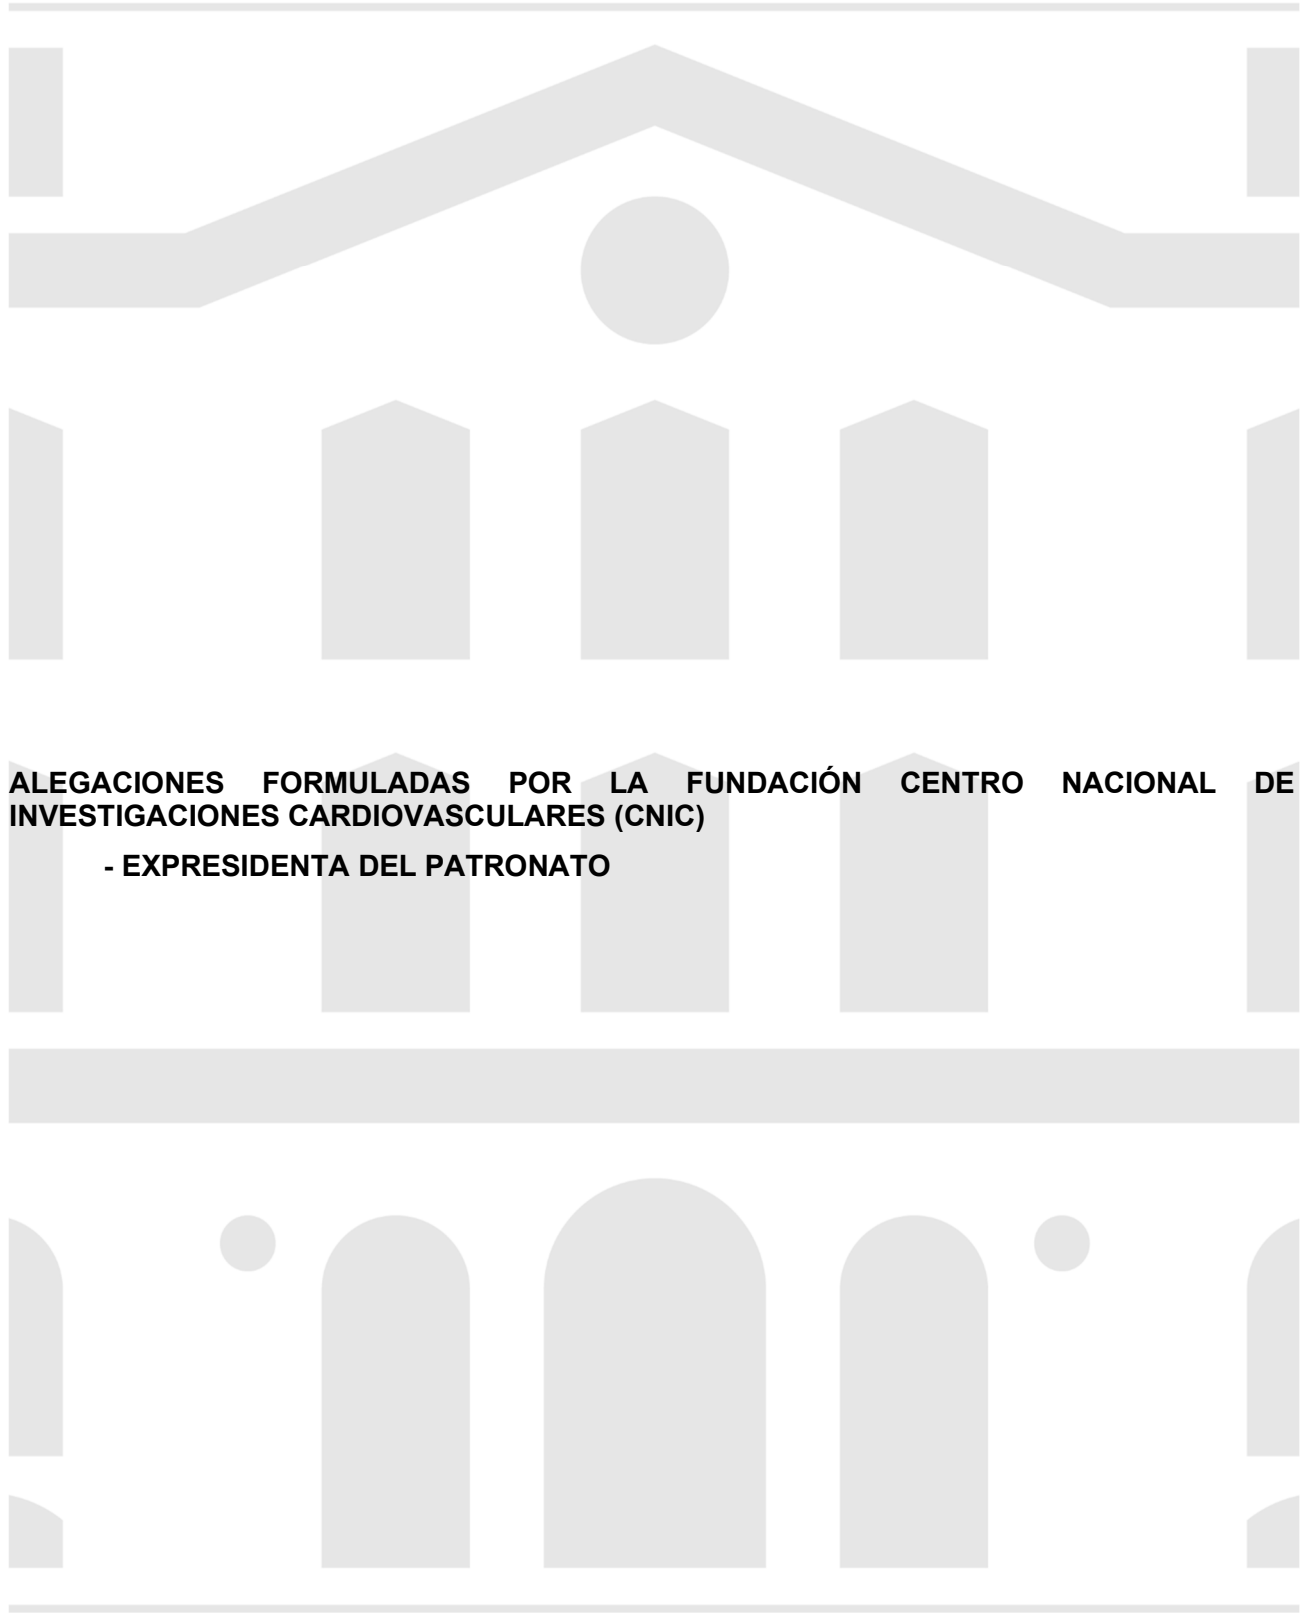 ALEGACIONES FORMULADAS POR LA FUNDACIÓN CENTRO NACIONAL DE
INVESTIGACIONES CARDIOVASCULARES (CNIC)
- EXPRESIDENTA DEL PATRONATO